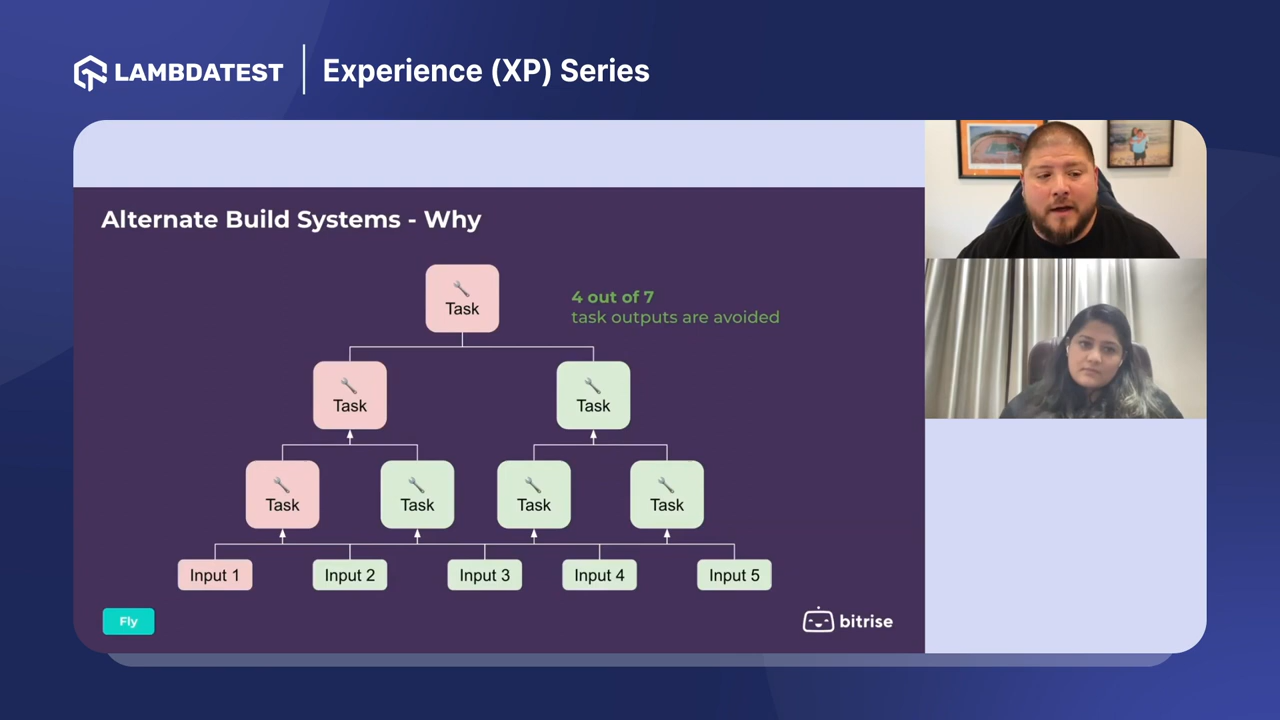 LAMBDATEST
Experience (XP) Series
Alternate Build Systems - Why
Task
4 out of 7
task outputs are avoided
Task
Task
Task
Task
Task
Task
Input 1
Input 2
Input 3
Input 4
Input 5
Fly
bitrise